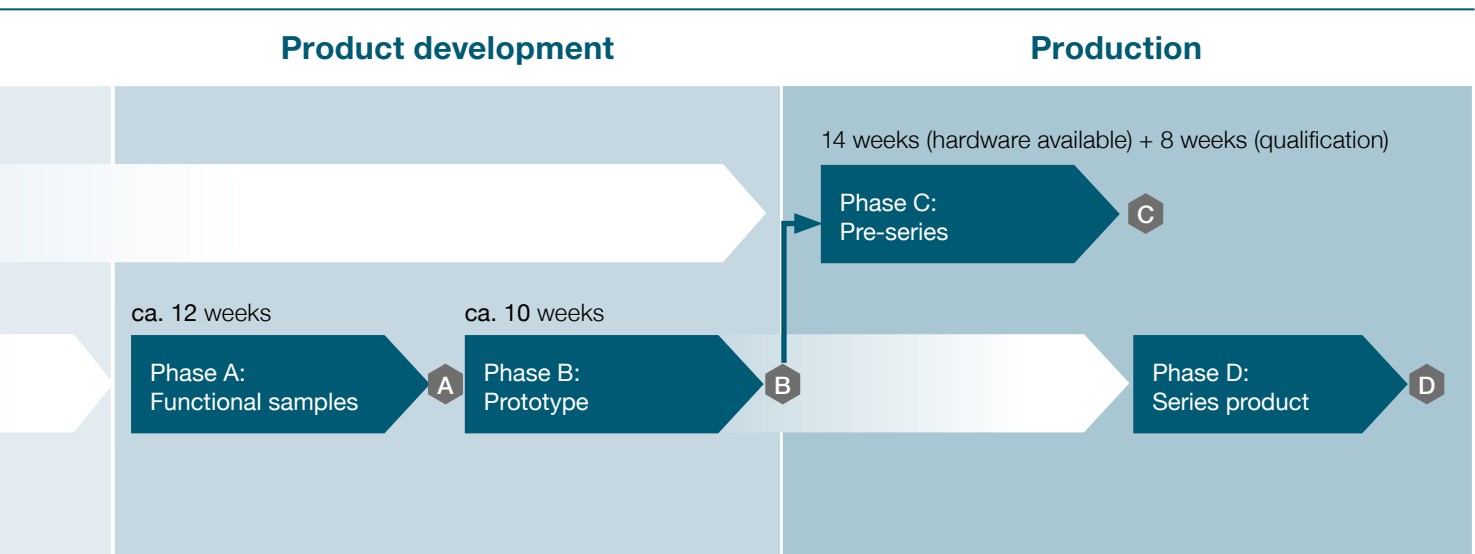 Product development
Production
14 weeks (hardware available) + 8 weeks (qualification)
Phase C:
Pre-series
C
ca. 12 weeks
ca. 10 weeks
Phase A:
Functional samples
A
Phase B:
Prototype
B
Phase D:
Series product
D